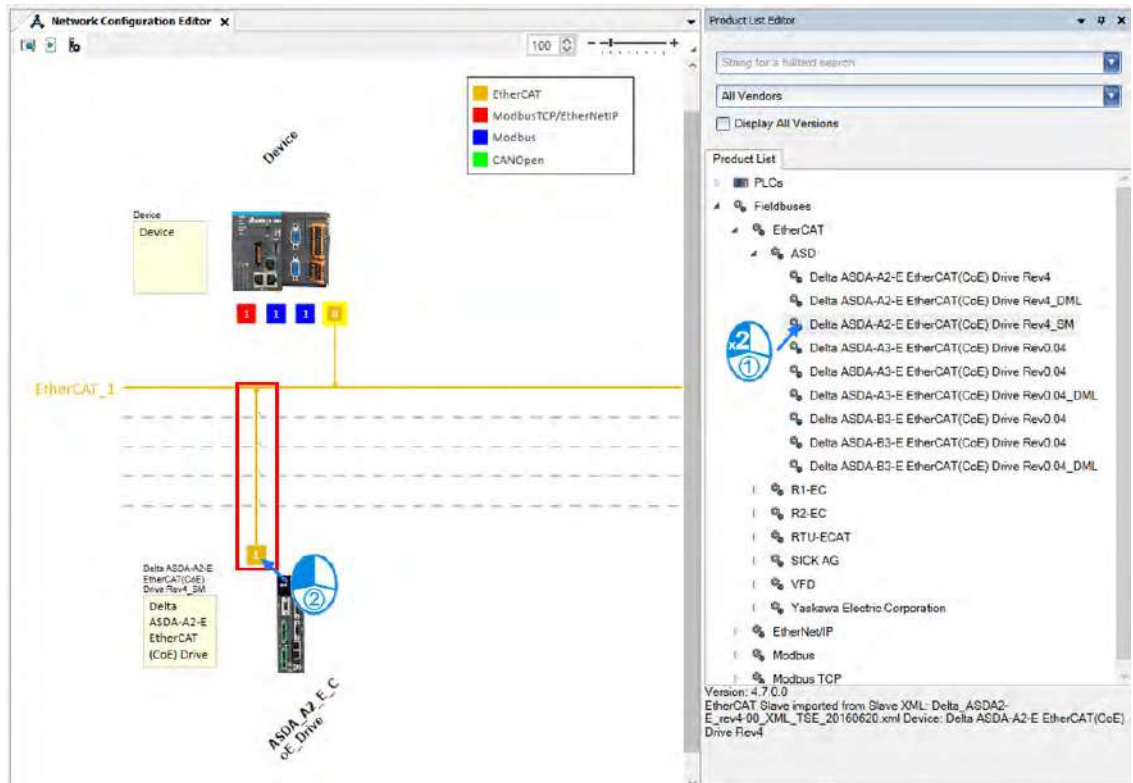 Network Configuration Editor
100
EtherCAT
ModbusTCP/EtherNetIP
Modbus
CANOpen
Device
Device
Device
1 1 1 0
EtherCAT_1
1
Delta ASDA-A2-E
EtherCAT(CoE)
Drive Rev4_SM
Delta
ASDA-A2-E
EtherCAT
(CoE) Drive
②
ASDA_A2_E_C
oE_Drive
Product List Editor
String for a fulltext search
All Vendors
Display All Versions
Product List
PLCs
Fieldbuses
EtherCAT
ASD
Delta ASDA-A2-E EtherCAT(CoE) Drive Rev4
Delta ASDA-A2-E EtherCAT(CoE) Drive Rev4_DML
Delta ASDA-A2-E EtherCAT(CoE) Drive Rev4_SM
x2
①
Delta ASDA-A3-E EtherCAT(CoE) Drive Rev0.04
Delta ASDA-A3-E EtherCAT(CoE) Drive Rev0.04
Delta ASDA-A3-E EtherCAT(CoE) Drive Rev0.04_DML
Delta ASDA-B3-E EtherCAT(CoE) Drive Rev0.04
Delta ASDA-B3-E EtherCAT(CoE) Drive Rev0.04
Delta ASDA-B3-E EtherCAT(CoE) Drive Rev0.04_DML
R1-EC
R2-EC
RTU-ECAT
SICK AG
VFD
Yaskawa Electric Corporation
EtherNet/IP
Modbus
Modbus TCP
Version: 4.7.0.0
EtherCAT Slave imported from Slave XML: Delta_ASDA2-
E_rev4-00_XML_TSE_20160620.xml Device: Delta ASDA-A2-E EtherCAT(CoE)
Drive Rev4